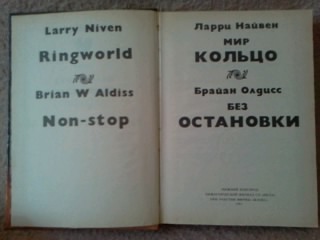 Larry Niven
Ringworld
Brian W Aldiss
Non-stop
Ларри Найвен
МИР
КОЛЬЦО
Брайан Олдисс
БЕЗ
ОСТАНОВКИ